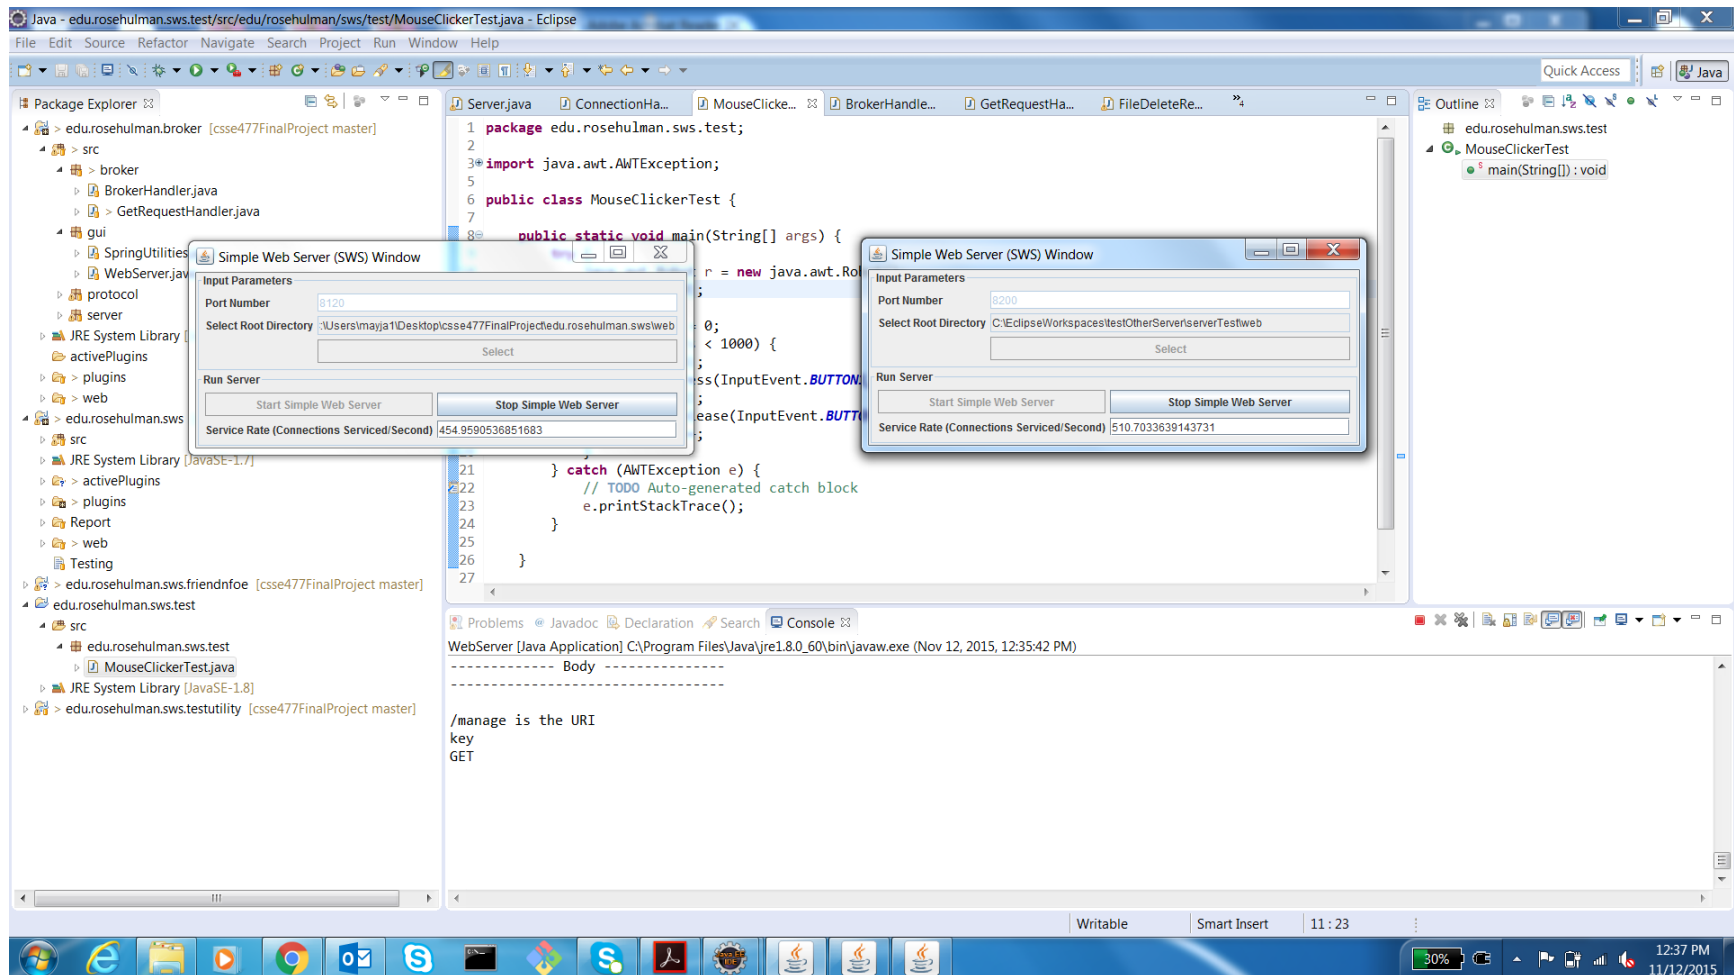 Java - edu.rosehulman.sws.test/src/edu/rosehulman/sws/test/MouseClickerTest.java - Eclipse
File Edit Source Refactor Navigate Search Project Run Window Help
Quick Access
Java
Package Explorer
> edu.rosehulman.broker [csse477FinalProject master]
> src
> broker
BrokerHandler.java
> GetRequestHandler.java
gui
SpringUtilities
WebServer.jav
protocol
server
JRE System Library [
activePlugins
> plugins
> web
> edu.rosehulman.sws
src
JRE System Library [JavaSE-1.7]
> activePlugins
> plugins
Report
> web
Testing
> edu.rosehulman.sws.friendnfoe [csse477FinalProject master]
edu.rosehulman.sws.test
src
edu.rosehulman.sws.test
MouseClickerTest.java
JRE System Library [JavaSE-1.8]
> edu.rosehulman.sws.testutility [csse477FinalProject master]
Server.java ConnectionHa... MouseClicke... BrokerHandle... GetRequestHa... FileDeleteRe... »4
1 package edu.rosehulman.sws.test;
2
3 import java.awt.AWTException;
5
6 public class MouseClickerTest {
7
8 public static void main(String[] args) {
r = new java.awt.Rob
;
0;
< 1000) {
;
ss(InputEvent.BUTTON
;
ease(InputEvent.BUTT
;
}
21 } catch (AWTException e) {
22 // TODO Auto-generated catch block
23 e.printStackTrace();
24 }
25
26 }
27
Simple Web Server (SWS) Window
Input Parameters
Port Number 8120
Select Root Directory :\Users\mayja1\Desktop\csse477FinalProject\edu.rosehulman.sws\web
Select
Run Server
Start Simple Web Server Stop Simple Web Server
Service Rate (Connections Serviced/Second) 454.9590536851683
Simple Web Server (SWS) Window
Input Parameters
Port Number 8200
Select Root Directory C:\EclipseWorkspaces\testOtherServer\serverTest\web
Select
Run Server
Start Simple Web Server Stop Simple Web Server
Service Rate (Connections Serviced/Second) 510.7033639143731
Outline
edu.rosehulman.sws.test
MouseClickerTest
main(String[]) : void
Problems Javadoc Declaration Search Console
WebServer [Java Application] C:\Program Files\Java\jre1.8.0_60\bin\javaw.exe (Nov 12, 2015, 12:35:42 PM)
------------- Body ---------------
----------------------------------
/manage is the URI
key
GET
Writable Smart Insert 11 : 23
30%
12:37 PM
11/12/2015